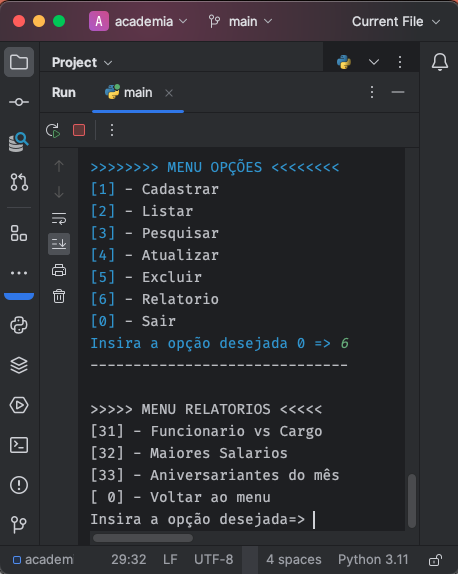 A academia main Current File
Project
Run main
>>>>>>>> MENU OPÇÕES <<<<<<<<
[1] - Cadastrar
[2] - Listar
[3] - Pesquisar
[4] - Atualizar
[5] - Excluir
[6] - Relatorio
[0] - Sair
Insira a opção desejada 0 => 6
------------------------------
>>>>> MENU RELATORIOS <<<<<
[31] - Funcionario vs Cargo
[32] - Maiores Salarios
[33] - Aniversariantes do mês
[ 0] - Voltar ao menu
Insira a opção desejada=>
academ 29:32 LF UTF-8 4 spaces Python 3.11